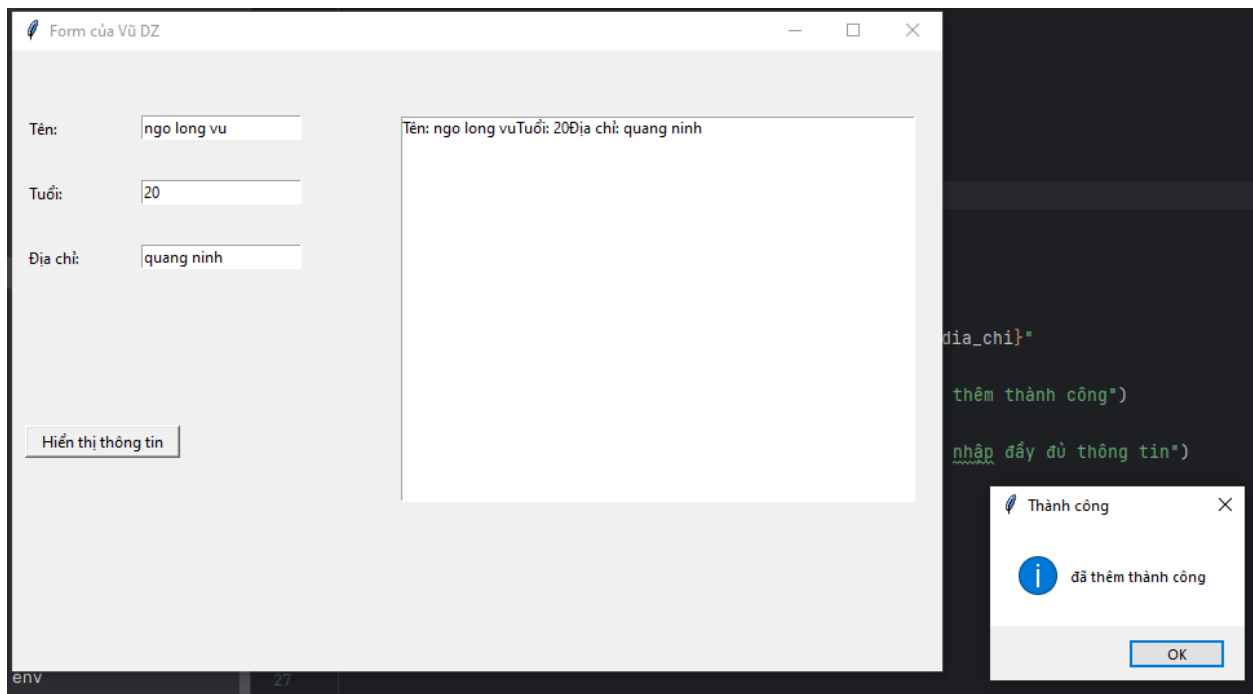 Form của Vũ DZ
Tên:
ngo long vu
Tên: ngo long vuTuổi: 20Địa chỉ: quang ninh
Tuổi:
20
Địa chỉ:
quang ninh
dia_chi}"
thêm thành công")
Hiển thị thông tin
nhập đầy đủ thông tin")
Thành công
i
đã thêm thành công
OK
env
27